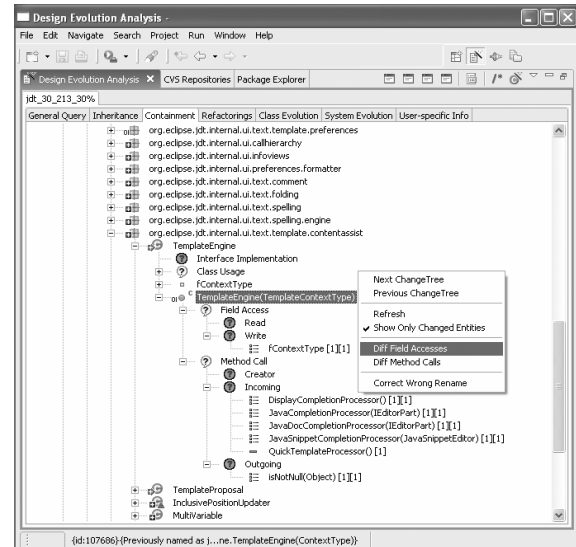 Design Evolution Analysis -
File Edit Navigate Search Project Run Window Help
Design Evolution Analysis CVS Repositories Package Explorer
jdt_30_213_30%
General Query Inheritance Containment Refactorings Class Evolution System Evolution User-specific Info
org.eclipse.jdt.internal.ui.text.template.preferences
org.eclipse.jdt.internal.ui.callhierarchy
org.eclipse.jdt.internal.ui.infoviews
org.eclipse.jdt.internal.ui.preferences.formatter
org.eclipse.jdt.internal.ui.text.comment
org.eclipse.jdt.internal.ui.text.folding
org.eclipse.jdt.internal.ui.text.spelling
org.eclipse.jdt.internal.ui.text.spelling.engine
org.eclipse.jdt.internal.ui.text.template.contentassist
TemplateEngine
Interface Implementation
Class Usage
fContextType
TemplateEngine(TemplateContextType)
Field Access
Read
Write
fContextType [1][1]
Method Call
Creator
Incoming
DisplayCompletionProcessor() [1][1]
JavaCompletionProcessor(IEditorPart) [1][1]
JavaDocCompletionProcessor(IEditorPart) [1][1]
JavaSnippetCompletionProcessor(JavaSnippetEditor) [1][1]
QuickTemplateProcessor() [1]
Outgoing
isNotNull(Object) [1][1]
TemplateProposal
InclusivePositionUpdater
MultiVariable
Next ChangeTree
Previous ChangeTree
Refresh
Show Only Changed Entities
Diff Field Accesses
Diff Method Calls
Correct Wrong Rename
{id:107686}{Previously named as j...ne.TemplateEngine(ContextType)}